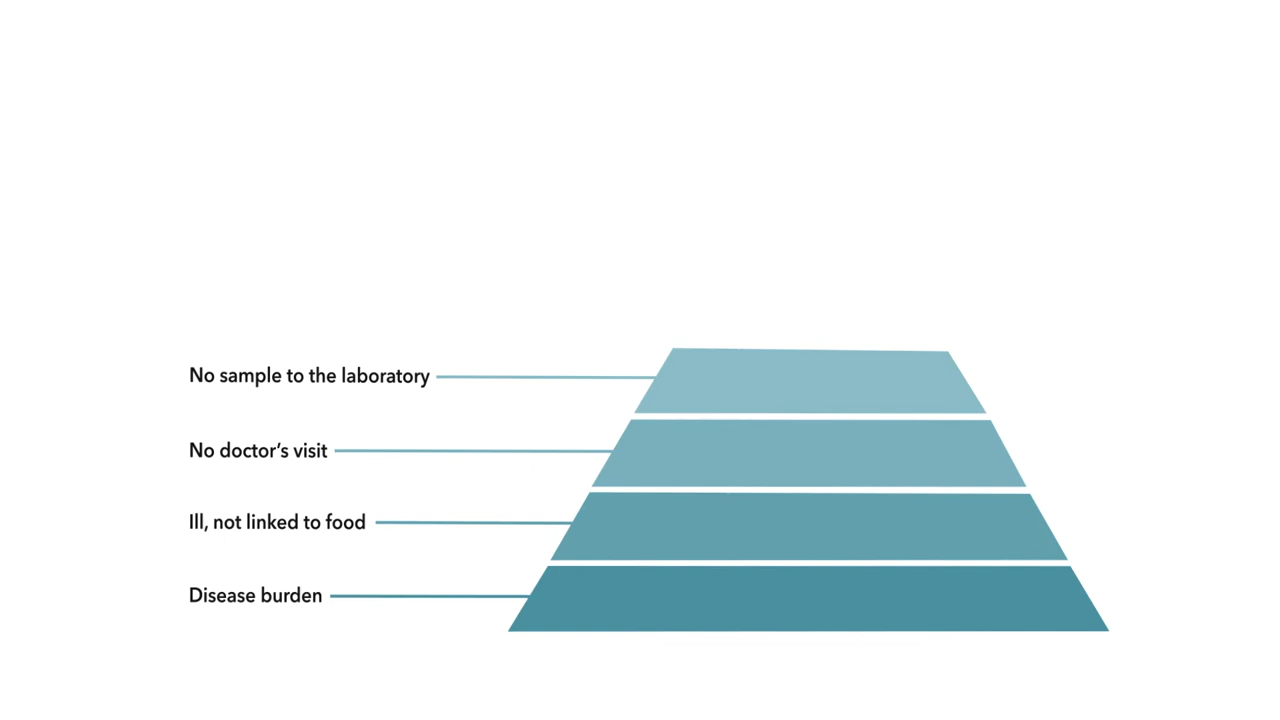 No sample to the laboratory
No doctor’s visit
Ill, not linked to food
Disease burden